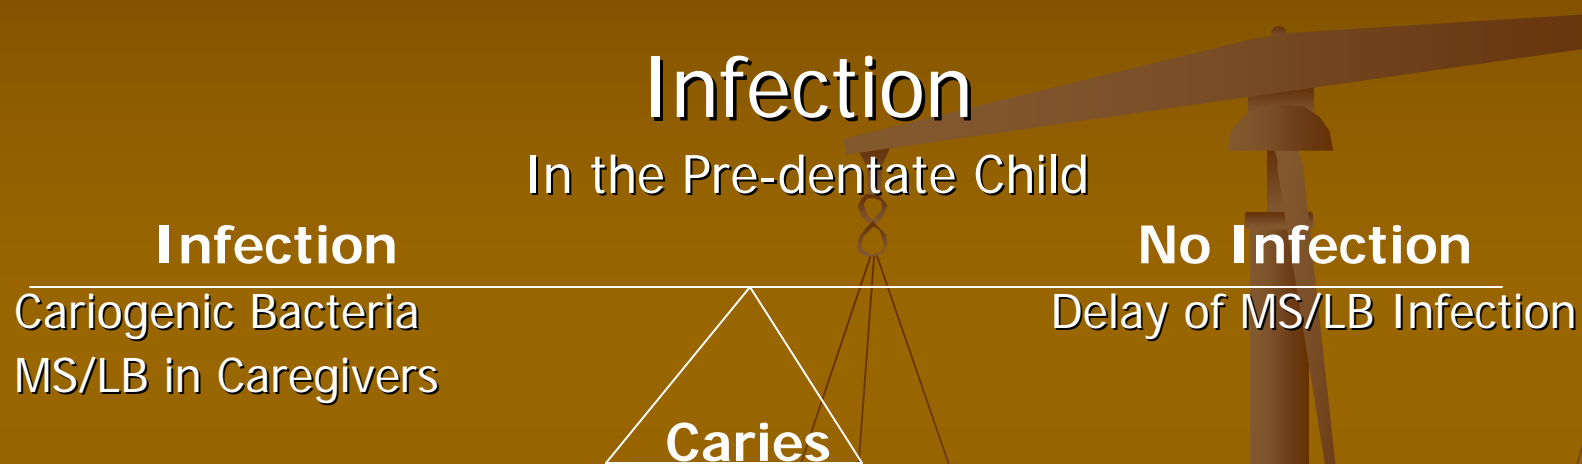 Infection
In the Pre-dentate Child
Infection
No Infection
Cariogenic Bacteria
Delay of MS/LB Infection
MS/LB in Caregivers
Caries